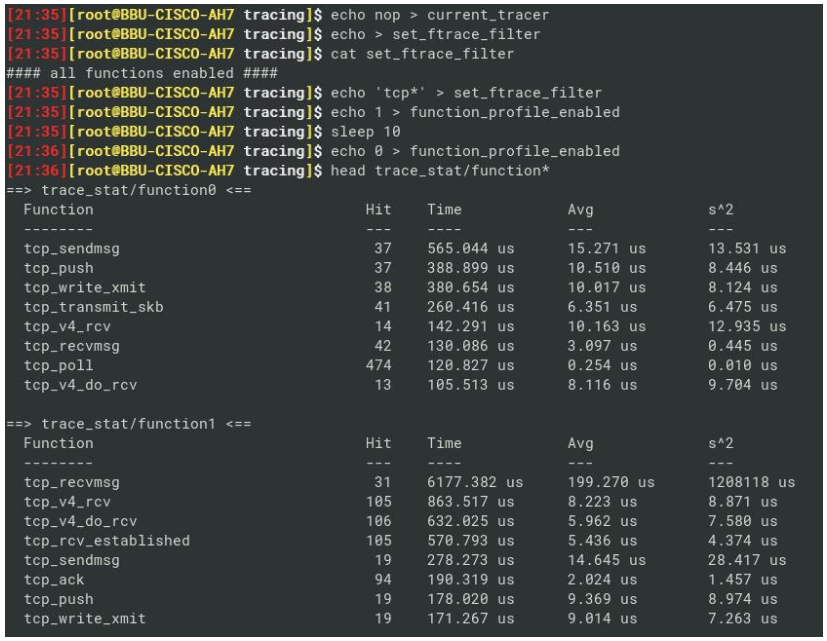 [21:35][root@BBU-CISCO-AH7 tracing]$ echo nop > current_tracer
[21:35][root@BBU-CISCO-AH7 tracing]$ echo > set_ftrace_filter
[21:35][root@BBU-CISCO-AH7 tracing]$ cat set_ftrace_filter
#### all functions enabled ####
[21:35][root@BBU-CISCO-AH7 tracing]$ echo 'tcp*' > set_ftrace_filter
[21:35][root@BBU-CISCO-AH7 tracing]$ echo 1 > function_profile_enabled
[21:35][root@BBU-CISCO-AH7 tracing]$ sleep 10
[21:36][root@BBU-CISCO-AH7 tracing]$ echo 0 > function_profile_enabled
[21:36][root@BBU-CISCO-AH7 tracing]$ head trace_stat/function*
==> trace_stat/function0 <==
  Function                               Hit    Time            Avg             s^2
  --------                               ---    ----            ---             ---
  tcp_sendmsg                             37    565.044 us      15.271 us       13.531 us
  tcp_push                                37    388.899 us      10.510 us       8.446 us
  tcp_write_xmit                          38    380.654 us      10.017 us       8.124 us
  tcp_transmit_skb                        41    260.416 us      6.351 us        6.475 us
  tcp_v4_rcv                              14    142.291 us      10.163 us       12.935 us
  tcp_recvmsg                             42    130.086 us      3.097 us        0.445 us
  tcp_poll                               474    120.827 us      0.254 us        0.010 us
  tcp_v4_do_rcv                           13    105.513 us      8.116 us        9.704 us

==> trace_stat/function1 <==
  Function                               Hit    Time            Avg             s^2
  --------                               ---    ----            ---             ---
  tcp_recvmsg                             31    6177.382 us     199.270 us      1208118 us
  tcp_v4_rcv                             105    863.517 us      8.223 us        8.871 us
  tcp_v4_do_rcv                          106    632.025 us      5.962 us        7.580 us
  tcp_rcv_established                    105    570.793 us      5.436 us        4.374 us
  tcp_sendmsg                             19    278.273 us      14.645 us       28.417 us
  tcp_ack                                 94    190.319 us      2.024 us        1.457 us
  tcp_push                                19    178.020 us      9.369 us        8.974 us
  tcp_write_xmit                          19    171.267 us      9.014 us        7.263 us